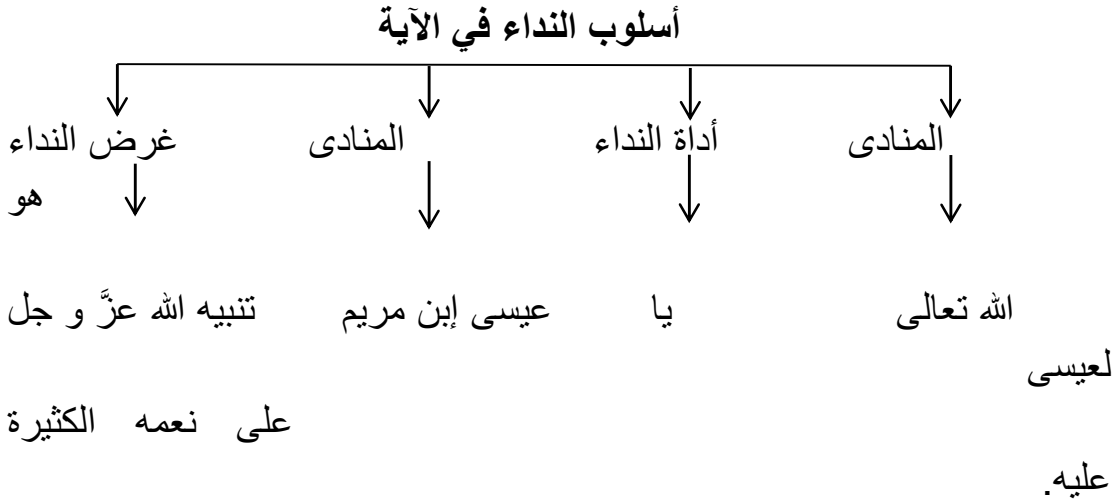 أسلوب النداء في الآية
المنادى أداة النداء المنادى غرض النداء
هو
الله تعالى يا عيسى إبن مريم تنبيه الله عزَّ و جل
لعيسى
على نعمه الكثيرة
عليه.